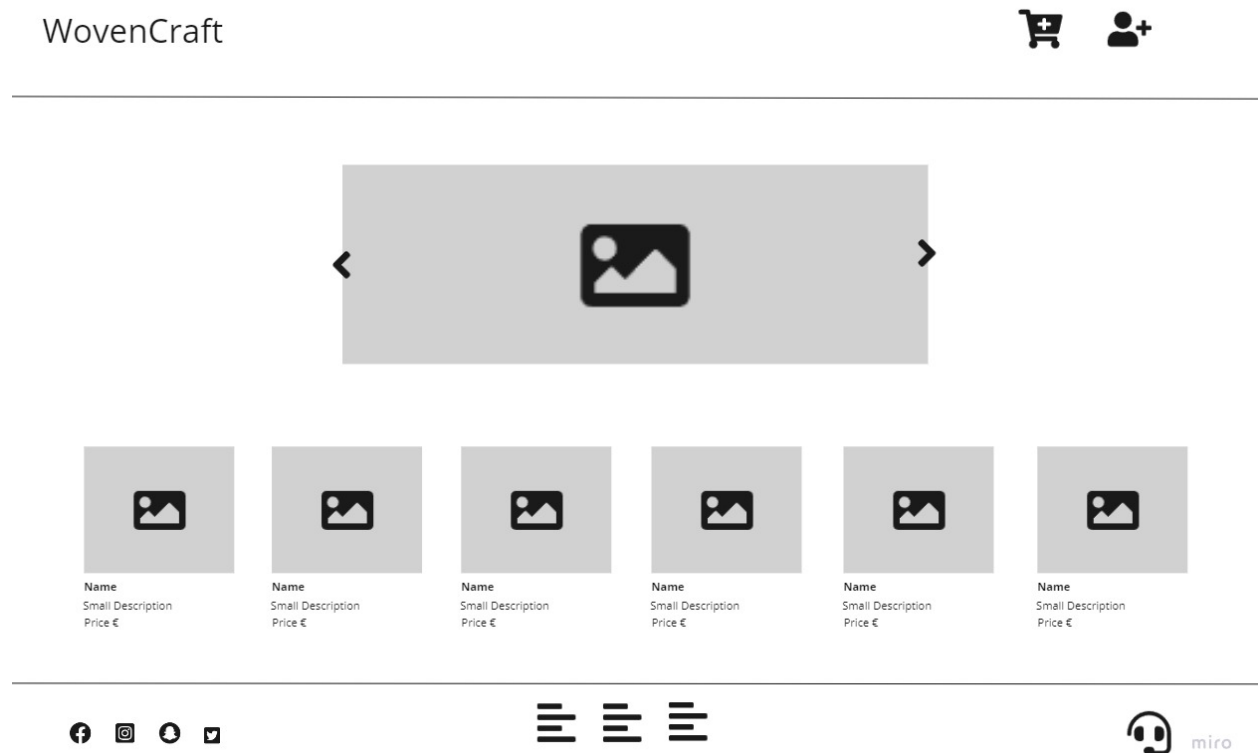 WovenCraft
Name Name Name Name Name Name
Small Description Small Description Small Description Small Description Small Description Small Description
Price € Price € Price € Price € Price € Price €
miro